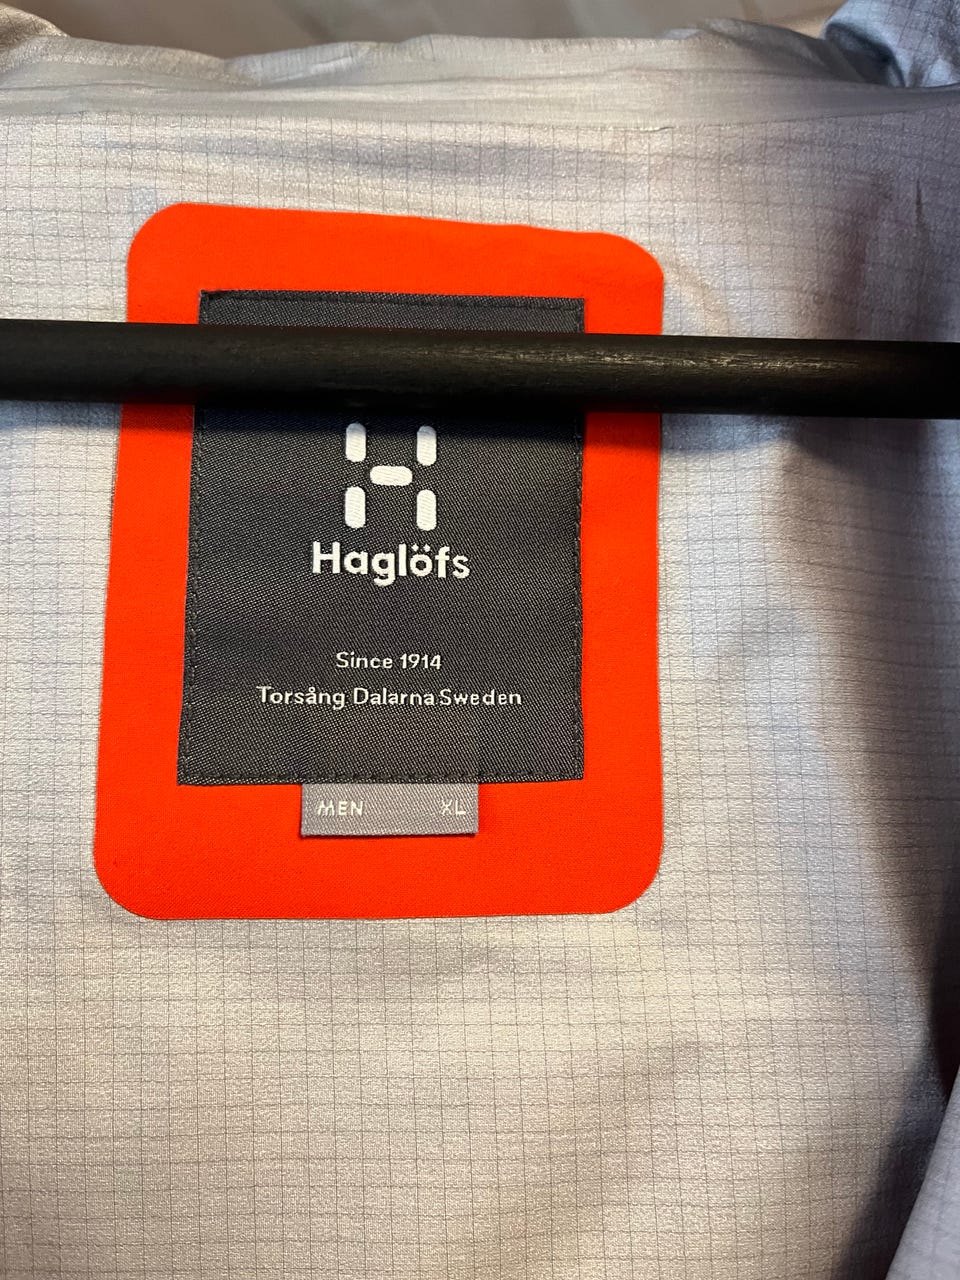 Haglöfs
Since 1914
Torsång Dalarna Sweden
MEN XL